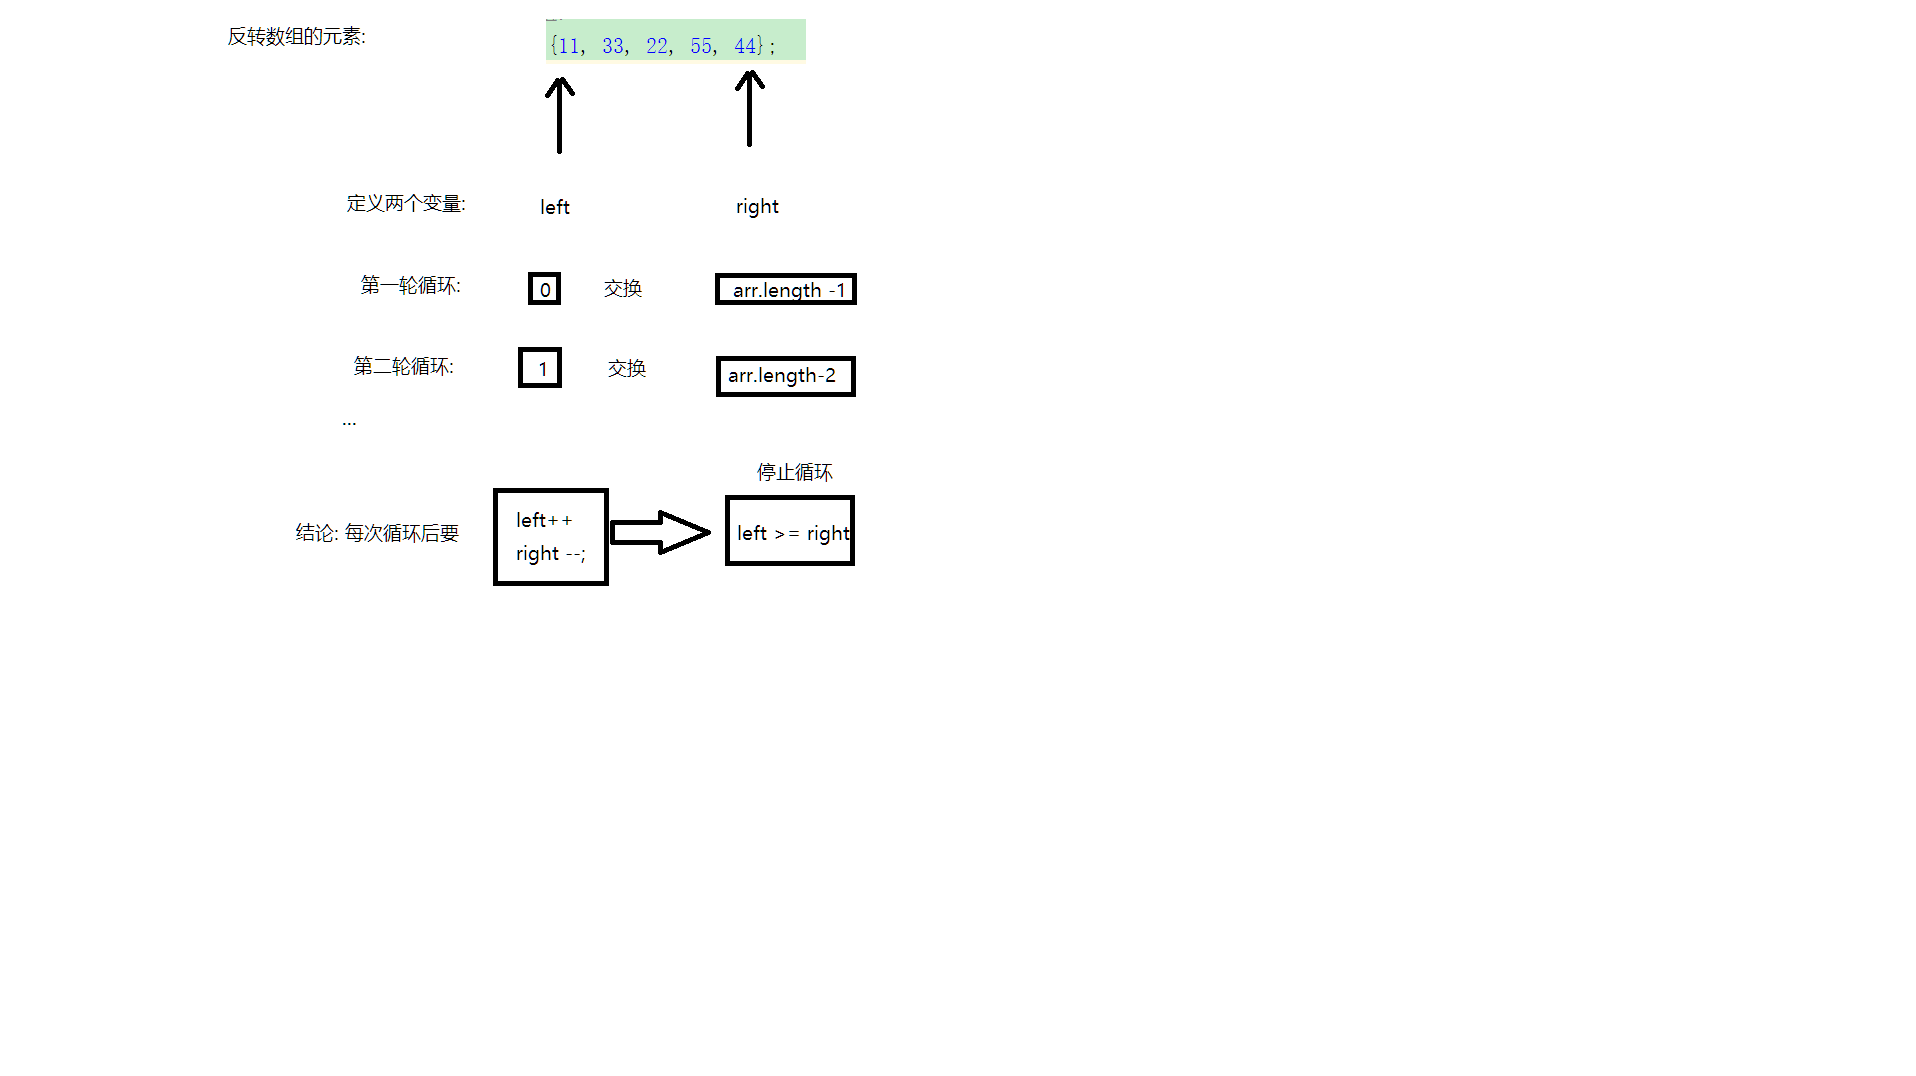 反转数组的元素:
{11, 33, 22, 55, 44};
定义两个变量: left right
第一轮循环: 0 交换 arr.length -1
第二轮循环: 1 交换 arr.length-2
...
停止循环
结论: 每次循环后要
left++
right --;
left >= right